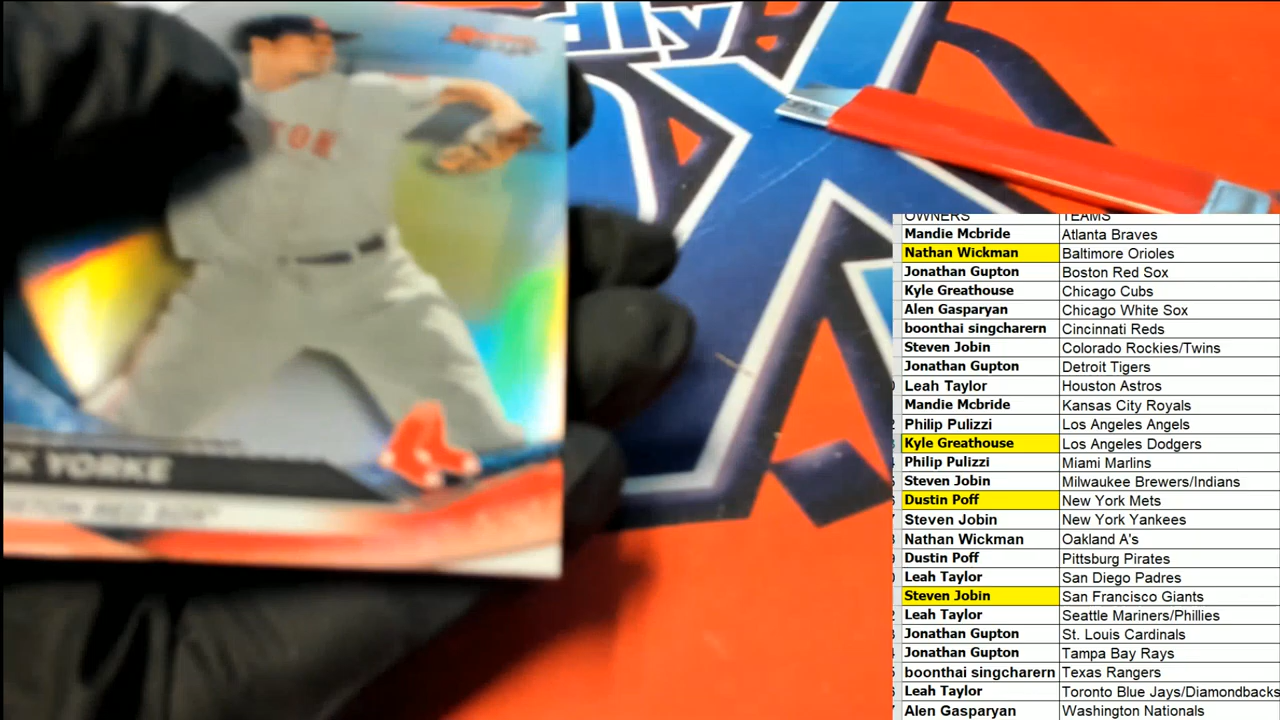 dly
CK YORKE
OWNERS TEAMS
Mandie Mcbride Atlanta Braves
Nathan Wickman Baltimore Orioles
Jonathan Gupton Boston Red Sox
Kyle Greathouse Chicago Cubs
Alen Gasparyan Chicago White Sox
boonthai singcharern Cincinnati Reds
Steven Jobin Colorado Rockies/Twins
Jonathan Gupton Detroit Tigers
Leah Taylor Houston Astros
Mandie Mcbride Kansas City Royals
Philip Pulizzi Los Angeles Angels
Kyle Greathouse Los Angeles Dodgers
Philip Pulizzi Miami Marlins
Steven Jobin Milwaukee Brewers/Indians
Dustin Poff New York Mets
Steven Jobin New York Yankees
Nathan Wickman Oakland A's
Dustin Poff Pittsburg Pirates
Leah Taylor San Diego Padres
Steven Jobin San Francisco Giants
Leah Taylor Seattle Mariners/Phillies
Jonathan Gupton St. Louis Cardinals
Jonathan Gupton Tampa Bay Rays
boonthai singcharern Texas Rangers
Leah Taylor Toronto Blue Jays/Diamondbacks
Alen Gasparyan Washington Nationals